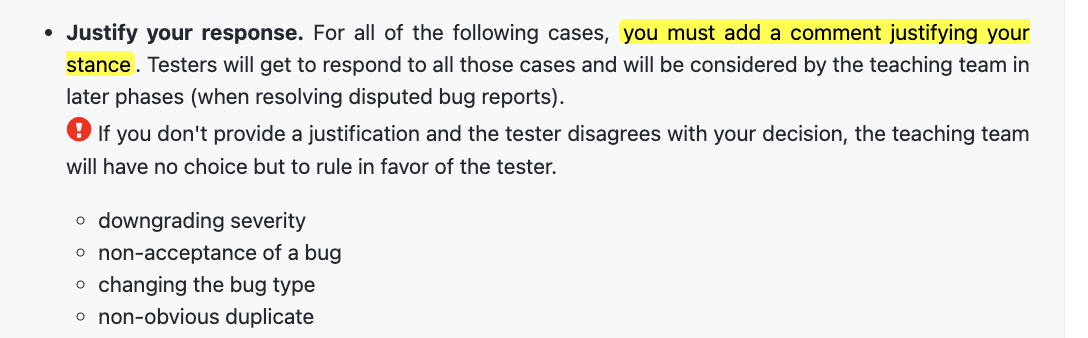 • Justify your response. For all of the following cases, you must add a comment justifying your
stance . Testers will get to respond to all those cases and will be considered by the teaching team in
later phases (when resolving disputed bug reports).
! If you don't provide a justification and the tester disagrees with your decision, the teaching team
will have no choice but to rule in favor of the tester.
◦ downgrading severity
◦ non-acceptance of a bug
◦ changing the bug type
◦ non-obvious duplicate